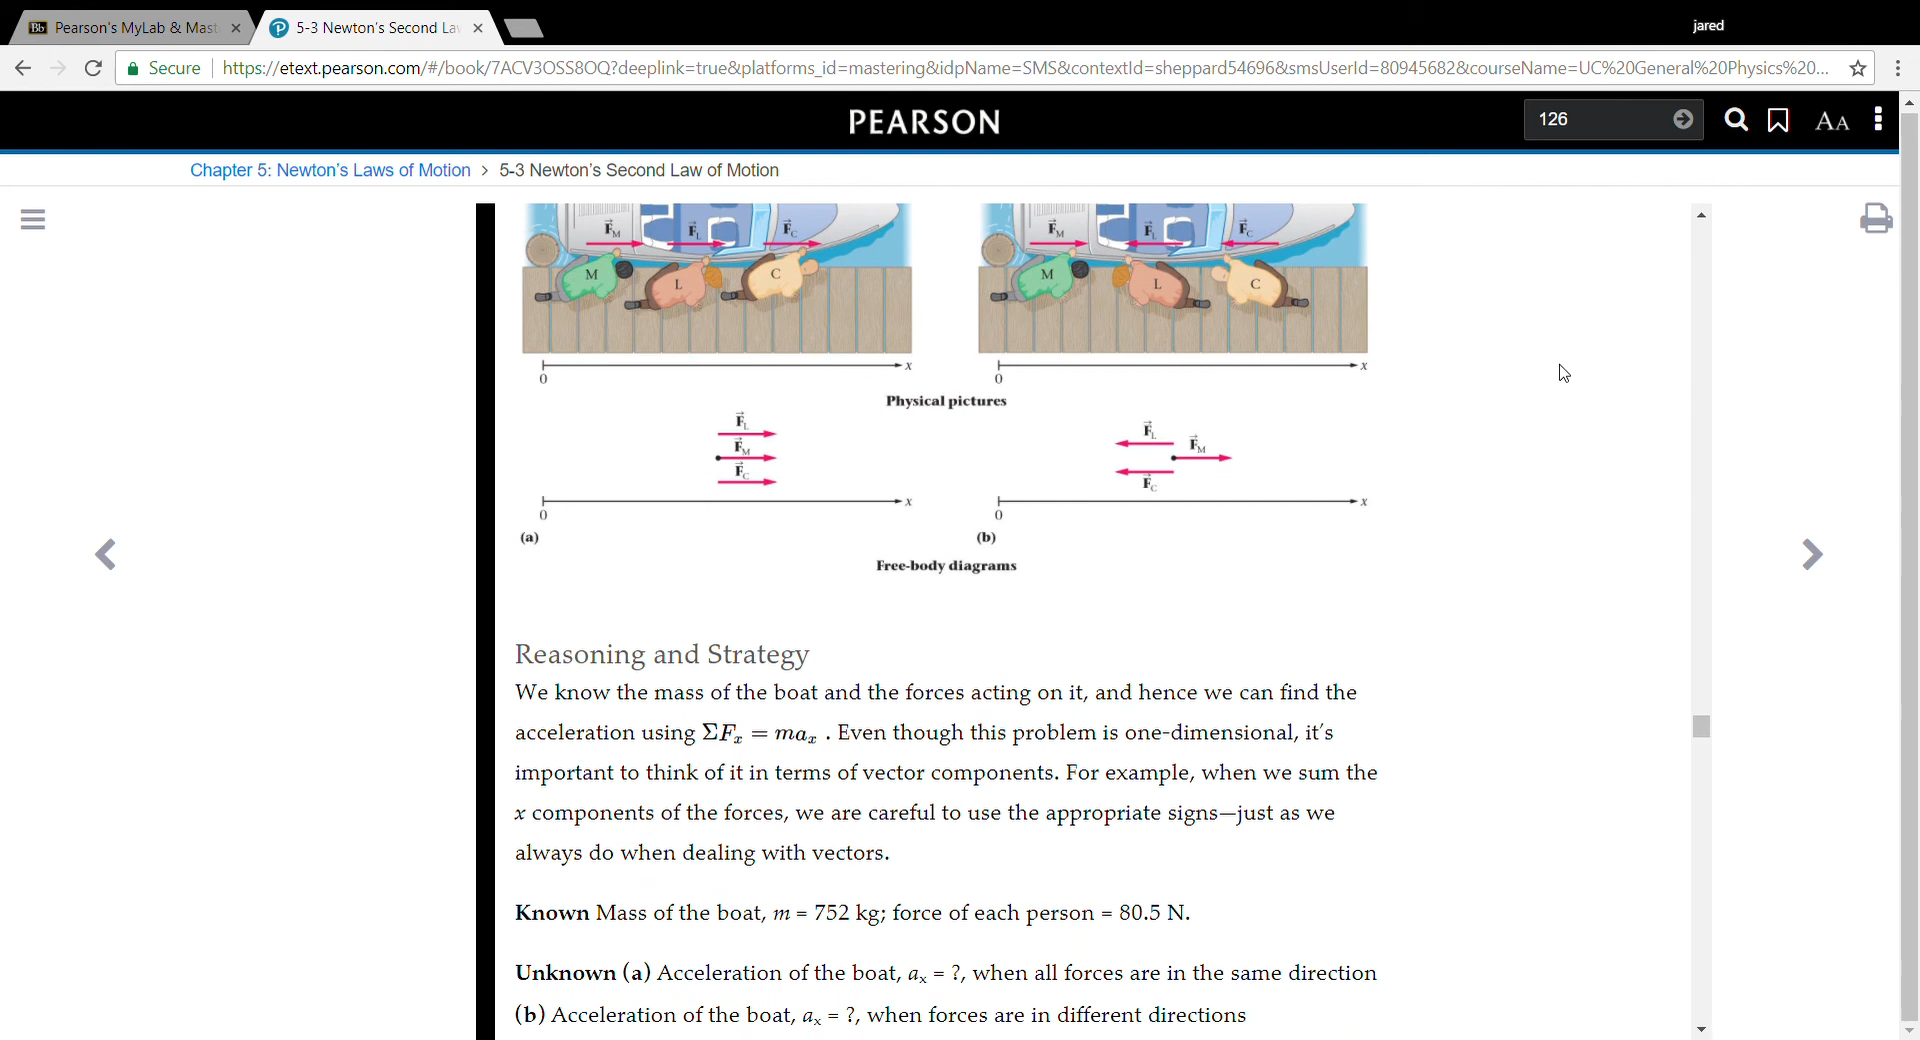 Pearson's MyLab & Mast
5-3 Newton's Second La
jared
Secure
https://etext.pearson.com/#/book/7ACV3OSS8OQ?deeplink=true&platforms_id=mastering&idpName=SMS&contextId=sheppard54696&smsUserId=80945682&courseName=UC%20General%20Physics%20...
PEARSON
126
AA
Chapter 5: Newton's Laws of Motion > 5-3 Newton's Second Law of Motion
F⃗M F⃗L F⃗C
M L C
0 x
F⃗M F⃗L F⃗C
M L C
0 x
Physical pictures
F⃗L
F⃗M
F⃗C
0 x
(a)
F⃗L
F⃗M
F⃗C
0 x
(b)
Free-body diagrams
Reasoning and Strategy
We know the mass of the boat and the forces acting on it, and hence we can find the
acceleration using ΣFₓ = maₓ . Even though this problem is one-dimensional, it's
important to think of it in terms of vector components. For example, when we sum the
x components of the forces, we are careful to use the appropriate signs—just as we
always do when dealing with vectors.
Known Mass of the boat, m = 752 kg; force of each person = 80.5 N.
Unknown (a) Acceleration of the boat, aₓ = ?, when all forces are in the same direction
(b) Acceleration of the boat, aₓ = ?, when forces are in different directions